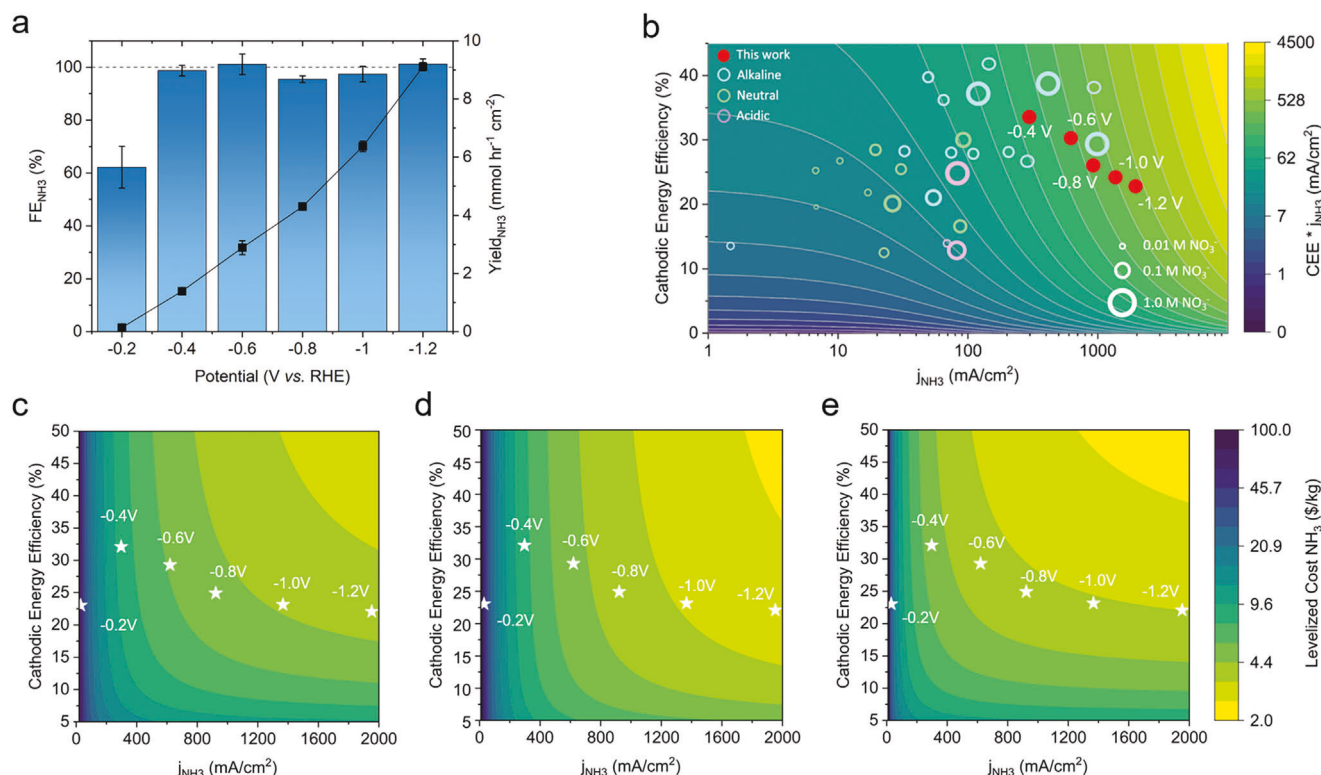 a
FE_NH3 (%)
0
20
40
60
80
100
-0.2
-0.4
-0.6
-0.8
-1
-1.2
Potential (V vs. RHE)
0
1
2
3
4
5
6
7
8
9
10
Yield_NH3 (mmol hr⁻¹ cm⁻²)
b
Cathodic Energy Efficiency (%)
0
10
20
30
40
This work
Alkaline
Neutral
Acidic
-0.4 V
-0.6 V
-0.8 V
-1.0 V
-1.2 V
0.01 M NO₃⁻
0.1 M NO₃⁻
1.0 M NO₃⁻
1
10
100
1000
j_NH3 (mA/cm²)
4500
528
62
7
1
0
CEE * j_NH3 (mA/cm²)
c
Cathodic Energy Efficiency (%)
50
45
40
35
30
25
20
15
10
5
-0.2V
-0.4V
-0.6V
-0.8V
-1.0V
-1.2V
0
400
800
1200
1600
2000
j_NH3 (mA/cm²)
d
Cathodic Energy Efficiency (%)
50
45
40
35
30
25
20
15
10
5
-0.2V
-0.4V
-0.6V
-0.8V
-1.0V
-1.2V
0
400
800
1200
1600
2000
j_NH3 (mA/cm²)
e
Cathodic Energy Efficiency (%)
50
45
40
35
30
25
20
15
10
5
-0.2V
-0.4V
-0.6V
-0.8V
-1.0V
-1.2V
0
400
800
1200
1600
2000
j_NH3 (mA/cm²)
100.0
45.7
20.9
9.6
4.4
2.0
Levelized Cost NH₃ ($/kg)